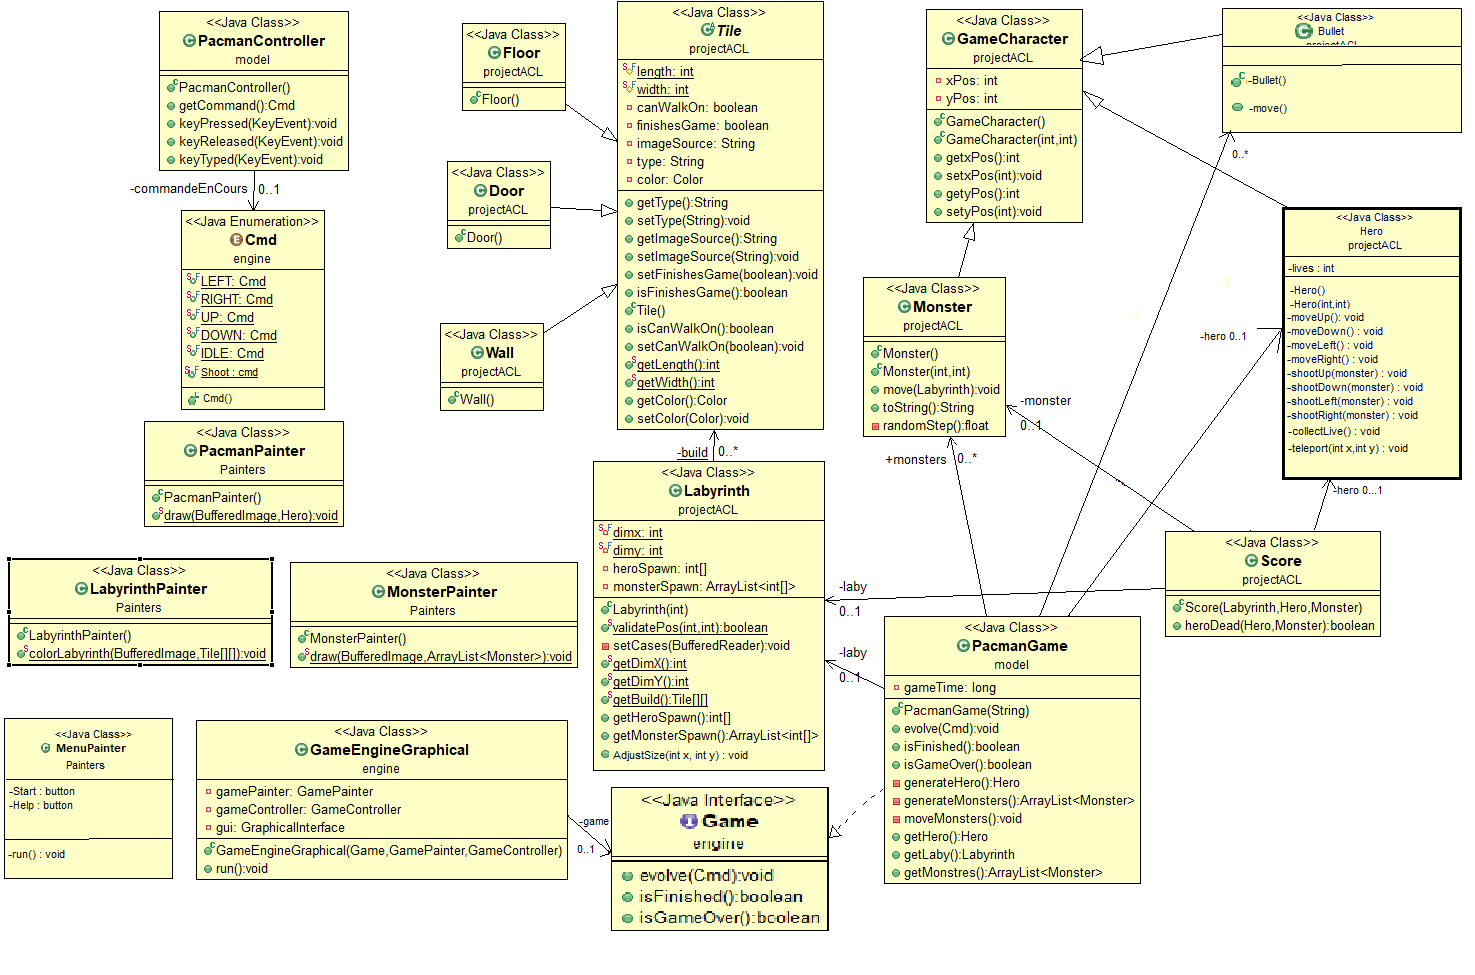 <<Java Class>>
PacmanController
model
PacmanController()
getCommand():Cmd
keyPressed(KeyEvent):void
keyReleased(KeyEvent):void
keyTyped(KeyEvent):void
-commandeEnCours
0..1
<<Java Enumeration>>
Cmd
engine
LEFT: Cmd
RIGHT: Cmd
UP: Cmd
DOWN: Cmd
IDLE: Cmd
Shoot : cmd
Cmd()
<<Java Class>>
PacmanPainter
Painters
PacmanPainter()
draw(BufferedImage,Hero):void
<<Java Class>>
LabyrinthPainter
Painters
LabyrinthPainter()
colorLabyrinth(BufferedImage,Tile[][]):void
<<Java Class>>
MonsterPainter
Painters
MonsterPainter()
draw(BufferedImage,ArrayList<Monster>):void
<<Java Class>>
MenuPainter
Painters
-Start : button
-Help : button
-run() : void
<<Java Class>>
GameEngineGraphical
engine
gamePainter: GamePainter
gameController: GameController
gui: GraphicalInterface
GameEngineGraphical(Game,GamePainter,GameController)
run():void
-game
0..1
<<Java Class>>
Floor
projectACL
Floor()
<<Java Class>>
Door
projectACL
Door()
<<Java Class>>
Wall
projectACL
Wall()
<<Java Class>>
Tile
projectACL
length: int
width: int
canWalkOn: boolean
finishesGame: boolean
imageSource: String
type: String
color: Color
getType():String
setType(String):void
getImageSource():String
setImageSource(String):void
setFinishesGame(boolean):void
isFinishesGame():boolean
Tile()
isCanWalkOn():boolean
setCanWalkOn(boolean):void
getLength():int
getWidth():int
getColor():Color
setColor(Color):void
-build
0..*
<<Java Class>>
Labyrinth
projectACL
dimx: int
dimy: int
heroSpawn: int[]
monsterSpawn: ArrayList<int[]>
Labyrinth(int)
validatePos(int,int):boolean
setCases(BufferedReader):void
getDimX():int
getDimY():int
getBuild():Tile[][]
getHeroSpawn():int[]
getMonsterSpawn():ArrayList<int[]>
AdjustSize(int x, int y) : void
-laby
0..1
-laby
0..1
<<Java Interface>>
Game
engine
evolve(Cmd):void
isFinished():boolean
isGameOver():boolean
<<Java Class>>
GameCharacter
projectACL
xPos: int
yPos: int
GameCharacter()
GameCharacter(int,int)
getxPos():int
setxPos(int):void
getyPos():int
setyPos(int):void
<<Java Class>>
Monster
projectACL
Monster()
Monster(int,int)
move(Labyrinth):void
toString():String
randomStep():float
-monster
0..1
+monsters
0..*
<<Java Class>>
Bullet
projectACL
-Bullet()
-move()
0..*
<<Java Class>>
Hero
projectACL
-lives : int
-Hero()
-Hero(int,int)
-moveUp(): void
-moveDown() : void
-moveLeft() : void
-moveRight() : void
-shootUp(monster) : void
-shootDown(monster) : void
-shootLeft(monster) : void
-shootRight(monster) : void
-collectLive() : void
-teleport(int x,int y) : void
-hero 0..1
-hero 0...1
<<Java Class>>
Score
projectACL
Score(Labyrinth,Hero,Monster)
heroDead(Hero,Monster):boolean
<<Java Class>>
PacmanGame
model
gameTime: long
PacmanGame(String)
evolve(Cmd):void
isFinished():boolean
isGameOver():boolean
generateHero():Hero
generateMonsters():ArrayList<Monster>
moveMonsters():void
getHero():Hero
getLaby():Labyrinth
getMonstres():ArrayList<Monster>